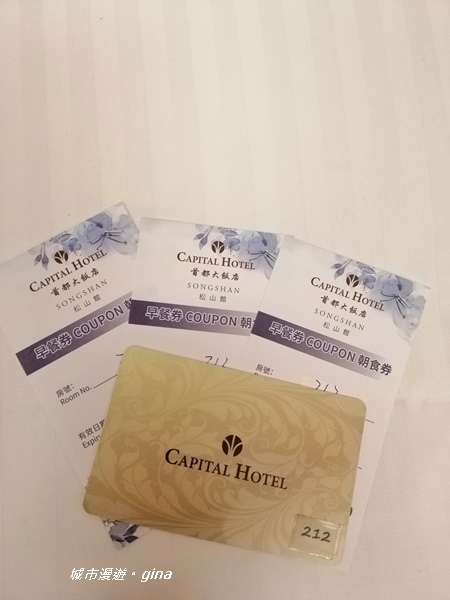 CAPITAL HOTEL
首都大飯店
SONGSHAN
松山館
早餐券 COUPON 朝
房號:
Room No.
有效日期
Expir
CAPITAL HOTEL
首都大飯店
SONGSHAN
松山館
早餐券 COUPON 朝
212
CAPITAL HOTEL
首都大飯店
SONGSHAN
松山館
早餐券 COUPON 朝食券
房號:
212
CAPITAL HOTEL
212
城市漫遊。gina